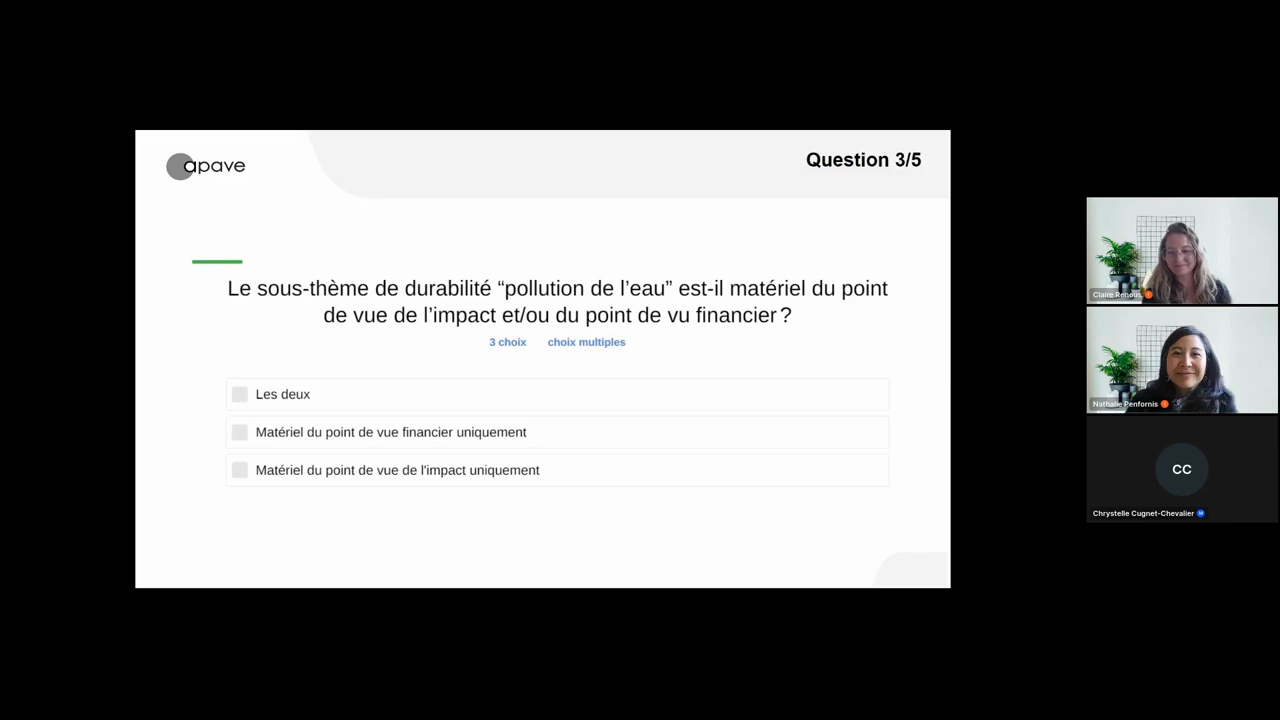 apave
Question 3/5
Le sous-thème de durabilité “pollution de l’eau” est-il matériel du point
de vue de l’impact et/ou du point de vu financier ?
3 choix choix multiples
Les deux
Matériel du point de vue financier uniquement
Matériel du point de vue de l'impact uniquement
Claire Renous
Nathalie Penfornis
CC
Chrystelle Cugnet-Chevalier M